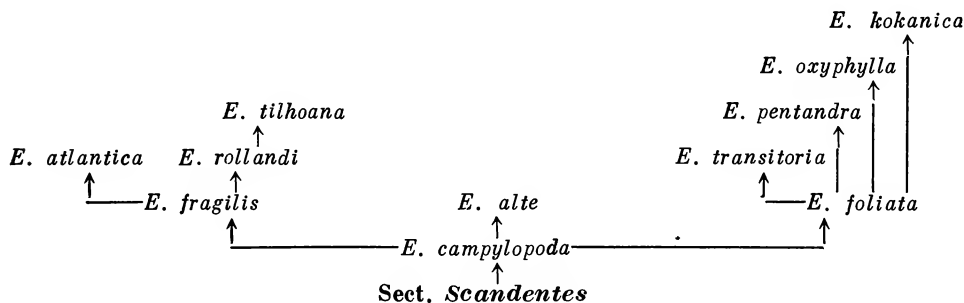 E. kokanica
E. oxyphylla
E. tilhoana E. pentandra
E. atlantica E. rollandi E. transitoria
E. fragilis E. alte E. foliata
E. campylopoda
Sect. Scandentes